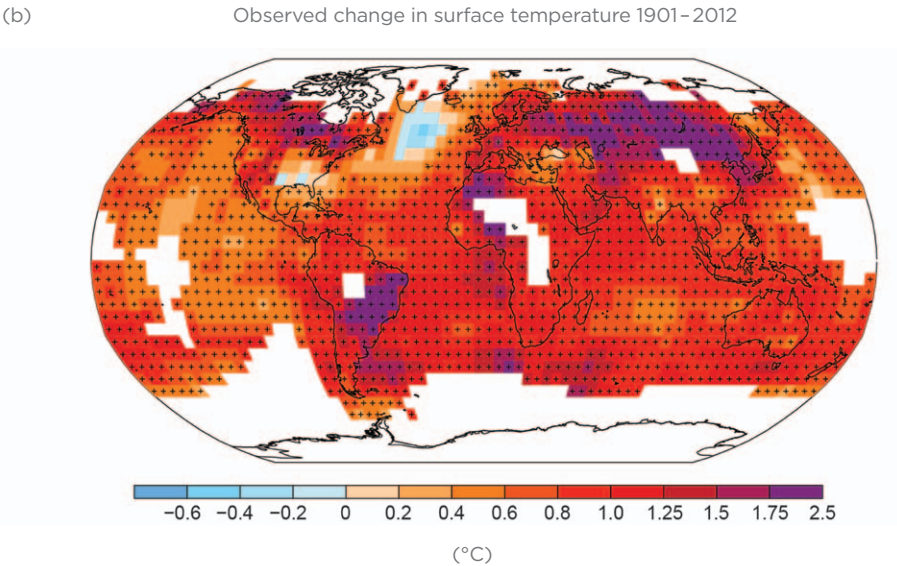 (b) Observed change in surface temperature 1901–2012
−0.6 −0.4 −0.2 0 0.2 0.4 0.6 0.8 1.0 1.25 1.5 1.75 2.5
(°C)